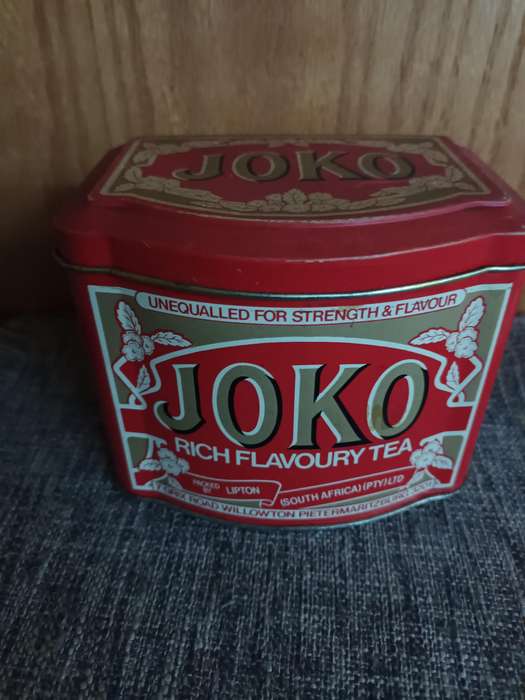 JOKO
UNEQUALLED FOR STRENGTH & FLAVOUR
JOKO
RICH FLAVOURY TEA
PACKED BY LIPTON (SOUTH AFRICA) (PTY) LTD
ROAD WILLOWTON PIETERMARITZBURG 3201